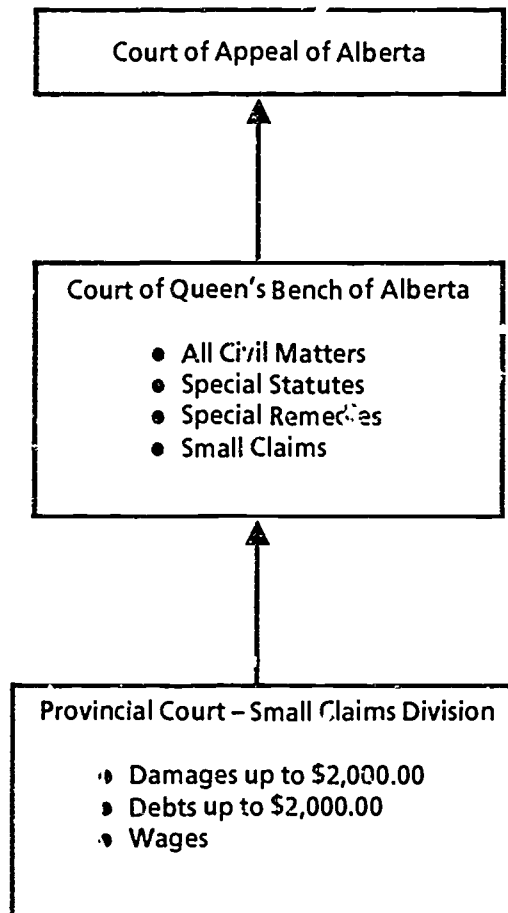 Court of Appeal of Alberta
Court of Queen's Bench of Alberta
● All Civil Matters
● Special Statutes
● Special Remedies
● Small Claims
Provincial Court – Small Claims Division
● Damages up to $2,000.00
● Debts up to $2,000.00
● Wages